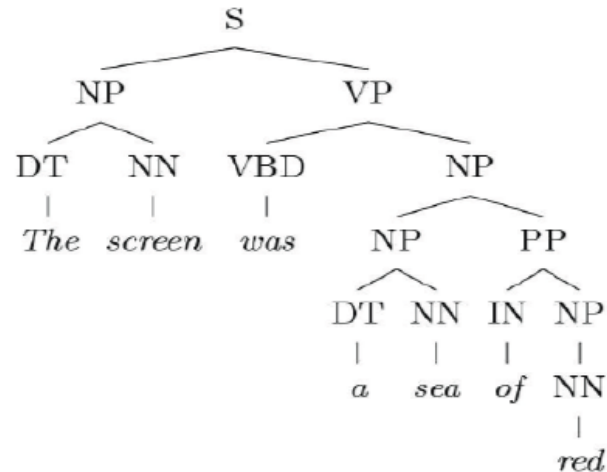 S
NP VP
DT NN VBD NP
The screen was NP PP
DT NN IN NP
a sea of NN
red